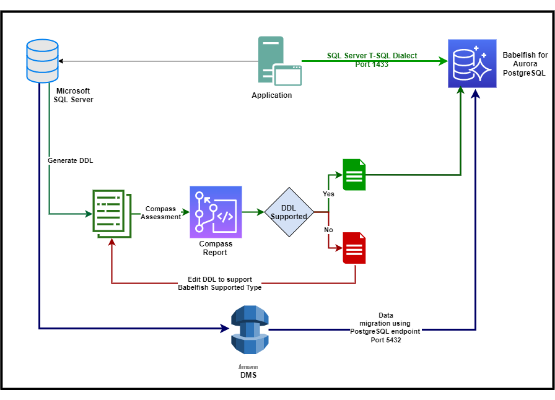 SQL Server T-SQL Dialect
Port 1433
Babelfish for
Aurora
PostgreSQL
Microsoft
SQL Server
Application
Generate DDL
Compass
Assessment
Compass
Report
DDL
Supported
Yes
No
Edit DDL to support
Babelfish Supported Type
Data
migration using
PostgreSQL endpoint
Port 5432
DMS